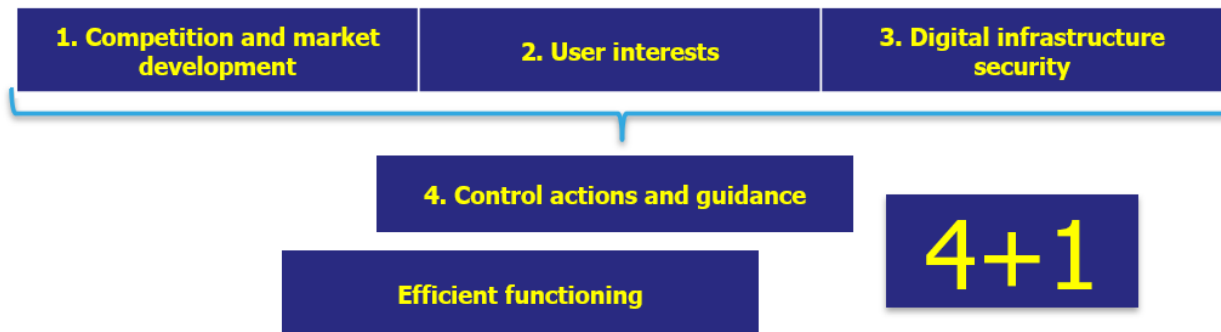 1. Competition and market
development
2. User interests
3. Digital infrastructure
security
4. Control actions and guidance
4+1
Efficient functioning